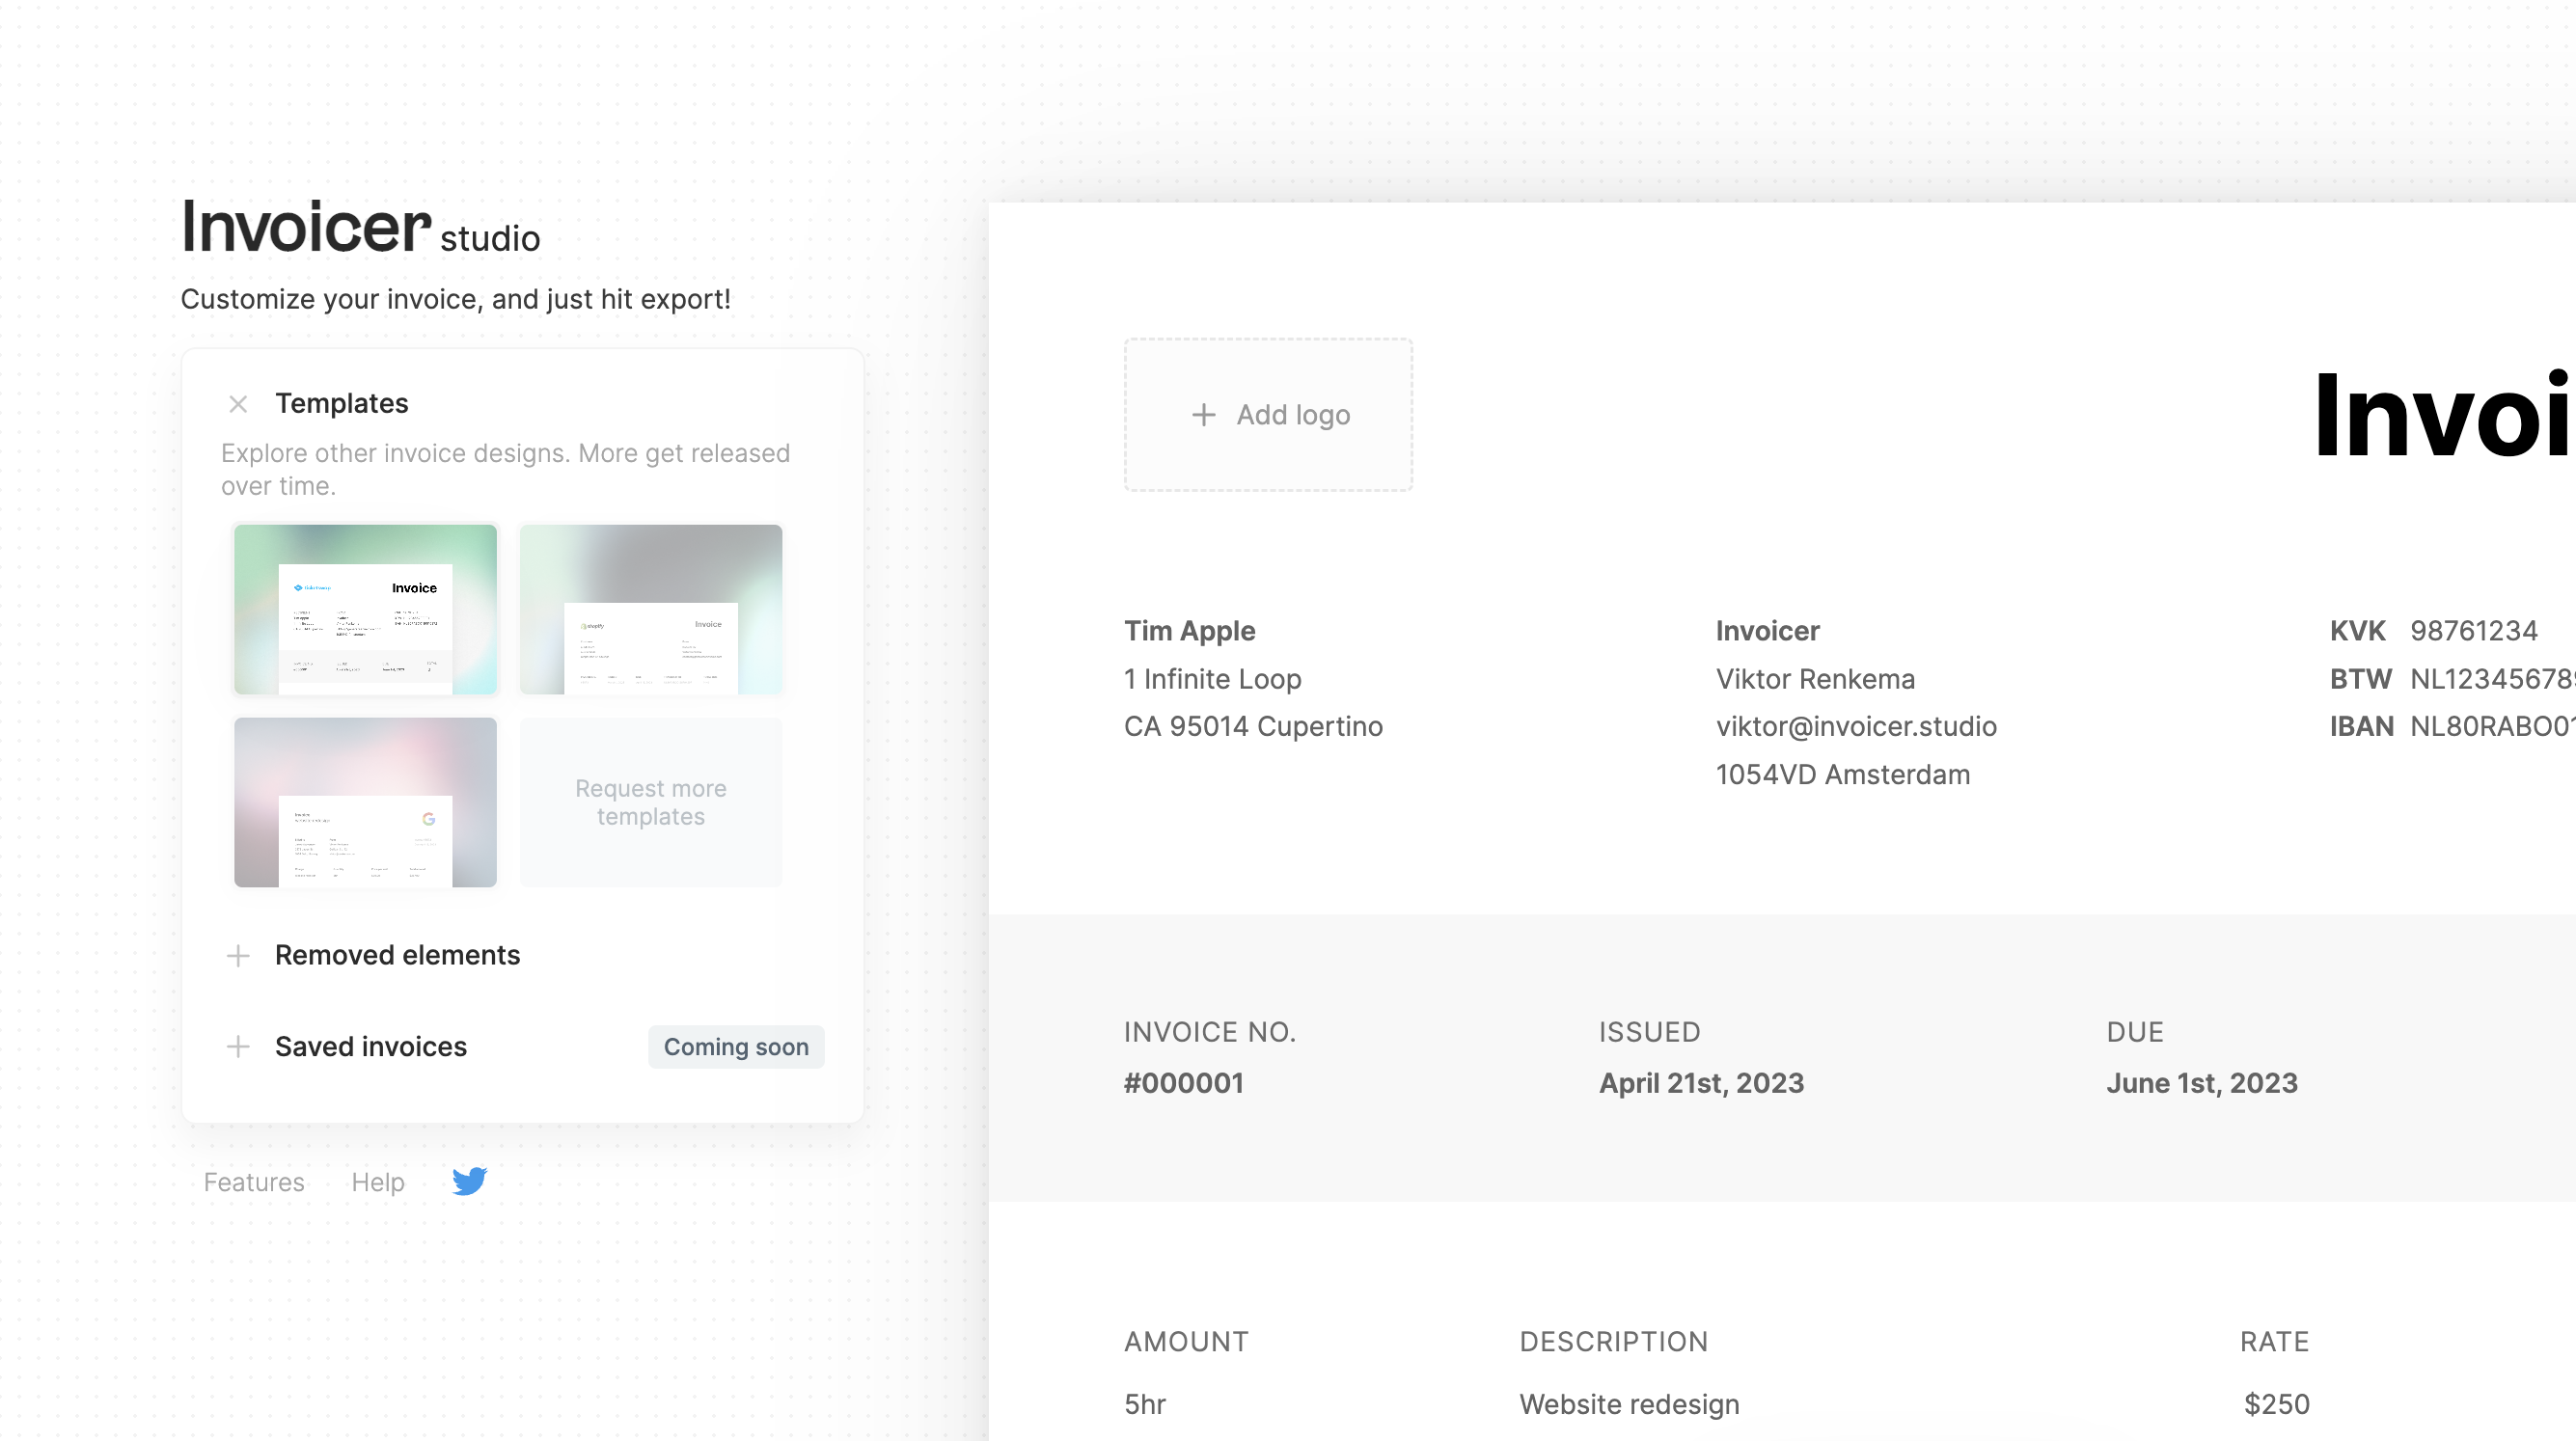 Invoicer studio
Customize your invoice, and just hit export!
Templates
Explore other invoice designs. More get released
over time.
Invoice
shopify
Invoice
Request more
templates
Removed elements
Saved invoices
Coming soon
Features
Help
Add logo
Invoi
Tim Apple
1 Infinite Loop
CA 95014 Cupertino
Invoicer
Viktor Renkema
viktor@invoicer.studio
1054VD Amsterdam
KVK 98761234
BTW NL12345678
IBAN NL80RABO0
INVOICE NO.
#000001
ISSUED
April 21st, 2023
DUE
June 1st, 2023
AMOUNT
DESCRIPTION
RATE
5hr
Website redesign
$250